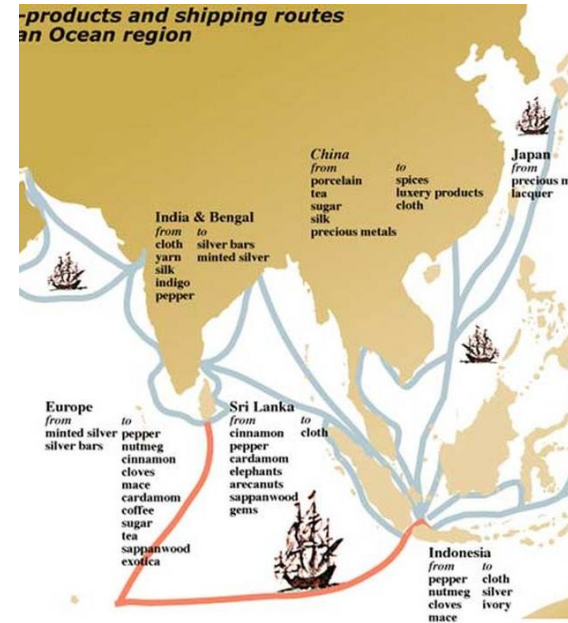 -products and shipping routes
an Ocean region
China
from to
porcelain spices
tea luxery products
sugar cloth
silk
precious metals
Japan
from
precious m
lacquer
India & Bengal
from to
cloth silver bars
yarn minted silver
silk
indigo
pepper
Europe
from to
minted silver pepper
silver bars nutmeg
cinnamon
cloves
mace
cardamom
coffee
sugar
tea
sappanwood
exotica
Sri Lanka
from to
cinnamon cloth
pepper
cardamom
elephants
arecanuts
sappanwood
gems
Indonesia
from to
pepper cloth
nutmeg silver
cloves ivory
mace